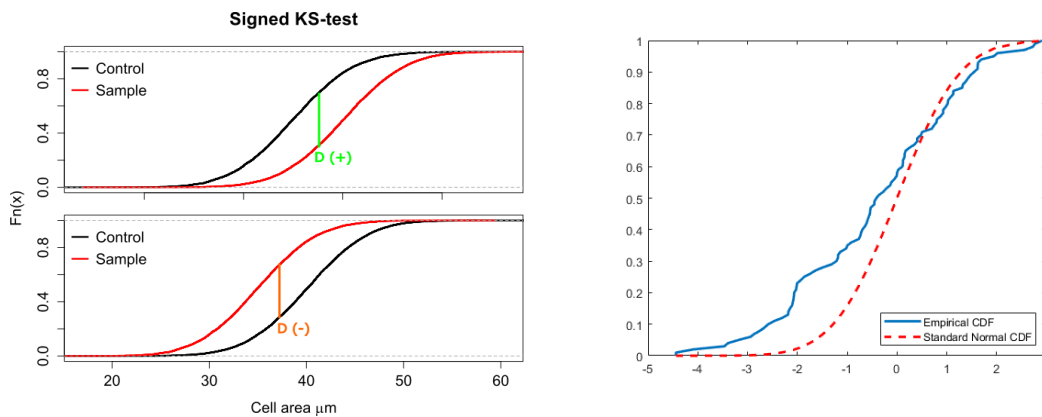 Signed KS-test
Control
Sample
D (+)
0.8
0.4
0.0
Fn(x)
Control
Sample
D (-)
0.8
0.4
0.0
20 30 40 50 60
Cell area μm
1
0.9
0.8
0.7
0.6
0.5
0.4
0.3
0.2
0.1
0
-5 -4 -3 -2 -1 0 1 2
Empirical CDF
Standard Normal CDF